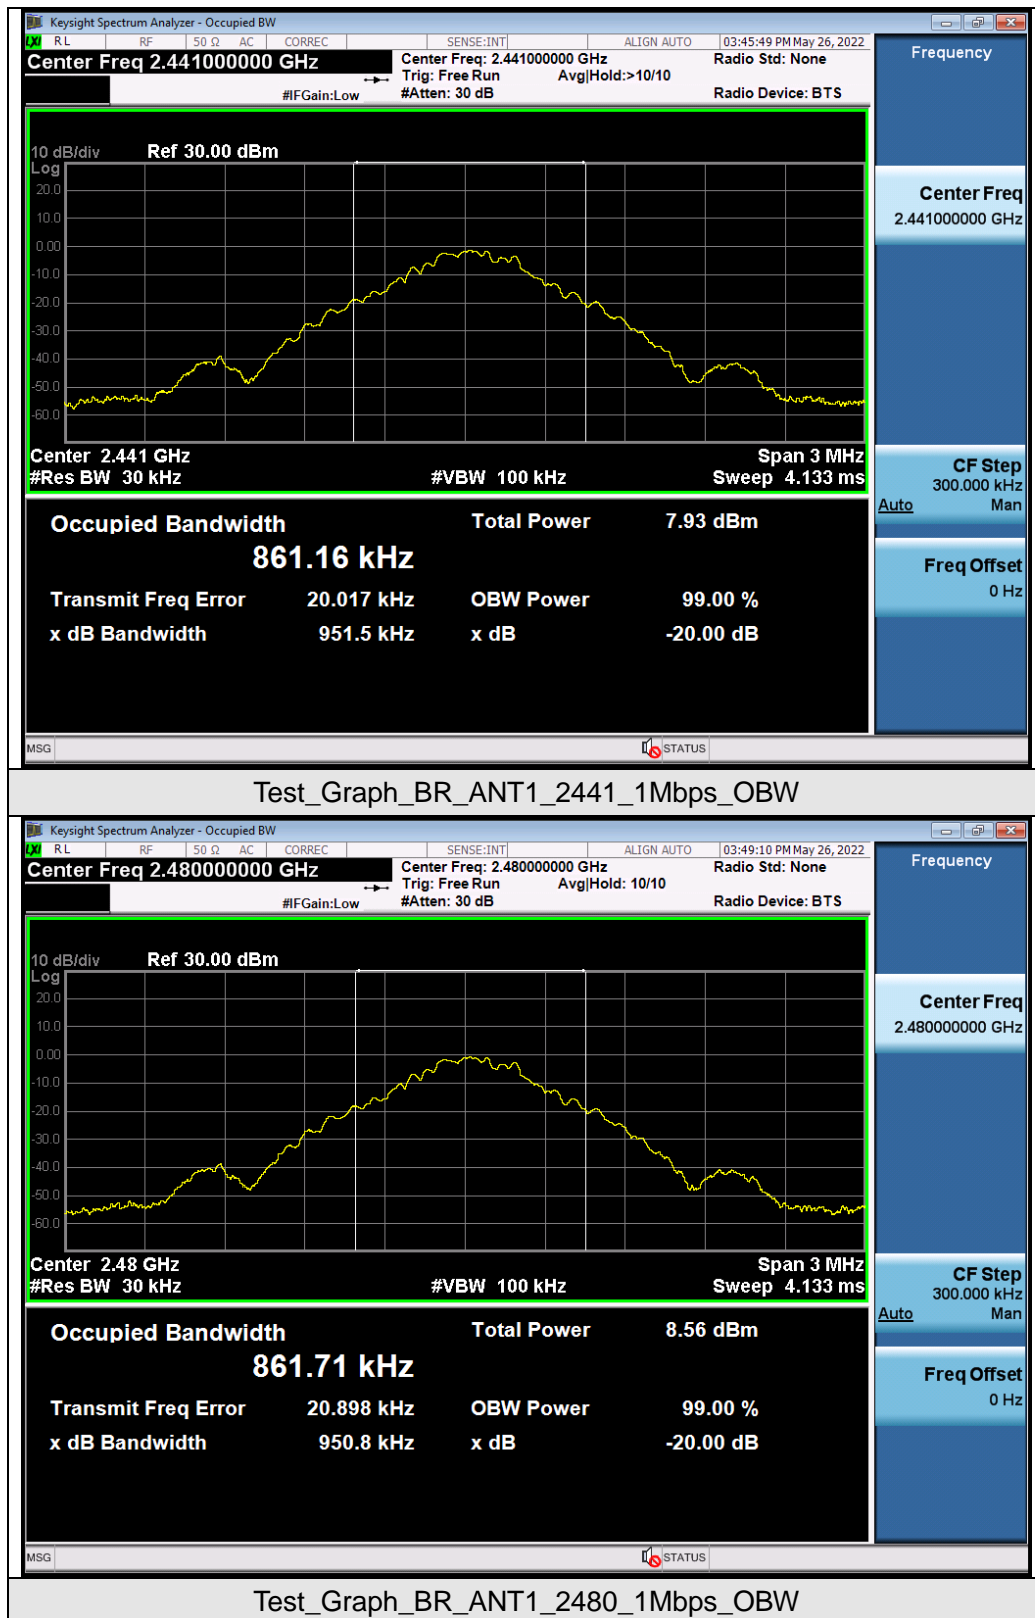 Keysight Spectrum Analyzer - Occupied BW
LXI RL RF 50 Ω AC CORREC SENSE:INT ALIGN AUTO 03:45:49 PM May 26, 2022
Center Freq 2.441000000 GHz
Center Freq: 2.441000000 GHz
Radio Std: None
Trig: Free Run Avg|Hold:>10/10
#IFGain:Low
#Atten: 30 dB
Radio Device: BTS
Frequency
10 dB/div Ref 30.00 dBm
Log
20.0
10.0
0.00
-10.0
-20.0
-30.0
-40.0
-50.0
-60.0
Center Freq
2.441000000 GHz
Center 2.441 GHz Span 3 MHz
#Res BW 30 kHz #VBW 100 kHz Sweep 4.133 ms
CF Step
300.000 kHz
Auto Man
Freq Offset
0 Hz
Occupied Bandwidth Total Power 7.93 dBm
861.16 kHz
Transmit Freq Error 20.017 kHz OBW Power 99.00 %
x dB Bandwidth 951.5 kHz x dB -20.00 dB
MSG STATUS
Test_Graph_BR_ANT1_2441_1Mbps_OBW
Keysight Spectrum Analyzer - Occupied BW
LXI RL RF 50 Ω AC CORREC SENSE:INT ALIGN AUTO 03:49:10 PM May 26, 2022
Center Freq 2.480000000 GHz
Center Freq: 2.480000000 GHz
Radio Std: None
Trig: Free Run Avg|Hold: 10/10
#IFGain:Low
#Atten: 30 dB
Radio Device: BTS
Frequency
10 dB/div Ref 30.00 dBm
Log
20.0
10.0
0.00
-10.0
-20.0
-30.0
-40.0
-50.0
-60.0
Center Freq
2.480000000 GHz
Center 2.48 GHz Span 3 MHz
#Res BW 30 kHz #VBW 100 kHz Sweep 4.133 ms
CF Step
300.000 kHz
Auto Man
Freq Offset
0 Hz
Occupied Bandwidth Total Power 8.56 dBm
861.71 kHz
Transmit Freq Error 20.898 kHz OBW Power 99.00 %
x dB Bandwidth 950.8 kHz x dB -20.00 dB
MSG STATUS
Test_Graph_BR_ANT1_2480_1Mbps_OBW